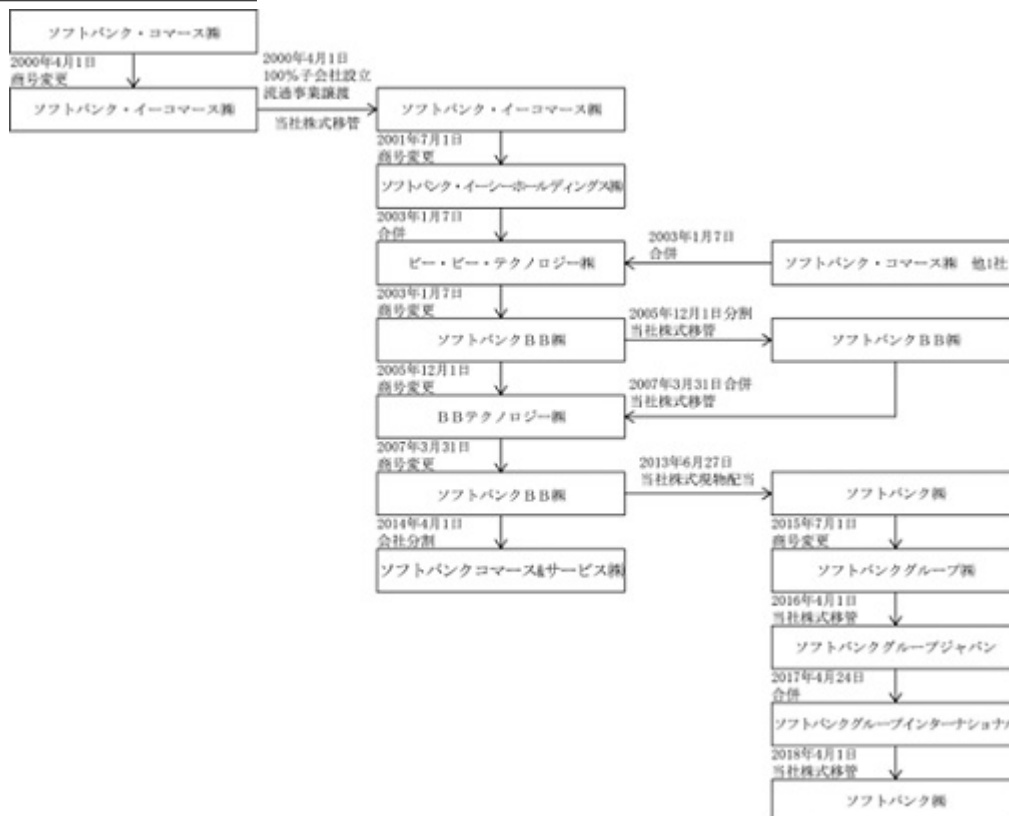 ソフトバンク・コマース㈱
2000年4月1日
商号変更
2000年4月1日
100%子会社設立
流通事業譲渡
ソフトバンク・イーコマース㈱
当社株式移管
ソフトバンク・イーコマース㈱
2001年7月1日
商号変更
ソフトバンク・イーシーホールディングス㈱
2003年1月7日
合併
2003年1月7日
合併
ビー・ビー・テクノロジー㈱
ソフトバンク・コマース㈱ 他1社
2003年1月7日
商号変更
2005年12月1日分割
当社株式移管
ソフトバンクBB㈱
ソフトバンクBB㈱
2005年12月1日
商号変更
2007年3月31日合併
当社株式移管
BBテクノロジー㈱
2007年3月31日
商号変更
2013年6月27日
当社株式現物配当
ソフトバンクBB㈱
ソフトバンク㈱
2014年4月1日
会社分割
2015年7月1日
商号変更
ソフトバンクコマース&サービス㈱
ソフトバンクグループ㈱
2016年4月1日
当社株式移管
ソフトバンクグループジャパン
2017年4月24日
合併
ソフトバンクグループインターナショナル
2018年4月1日
当社株式移管
ソフトバンク㈱